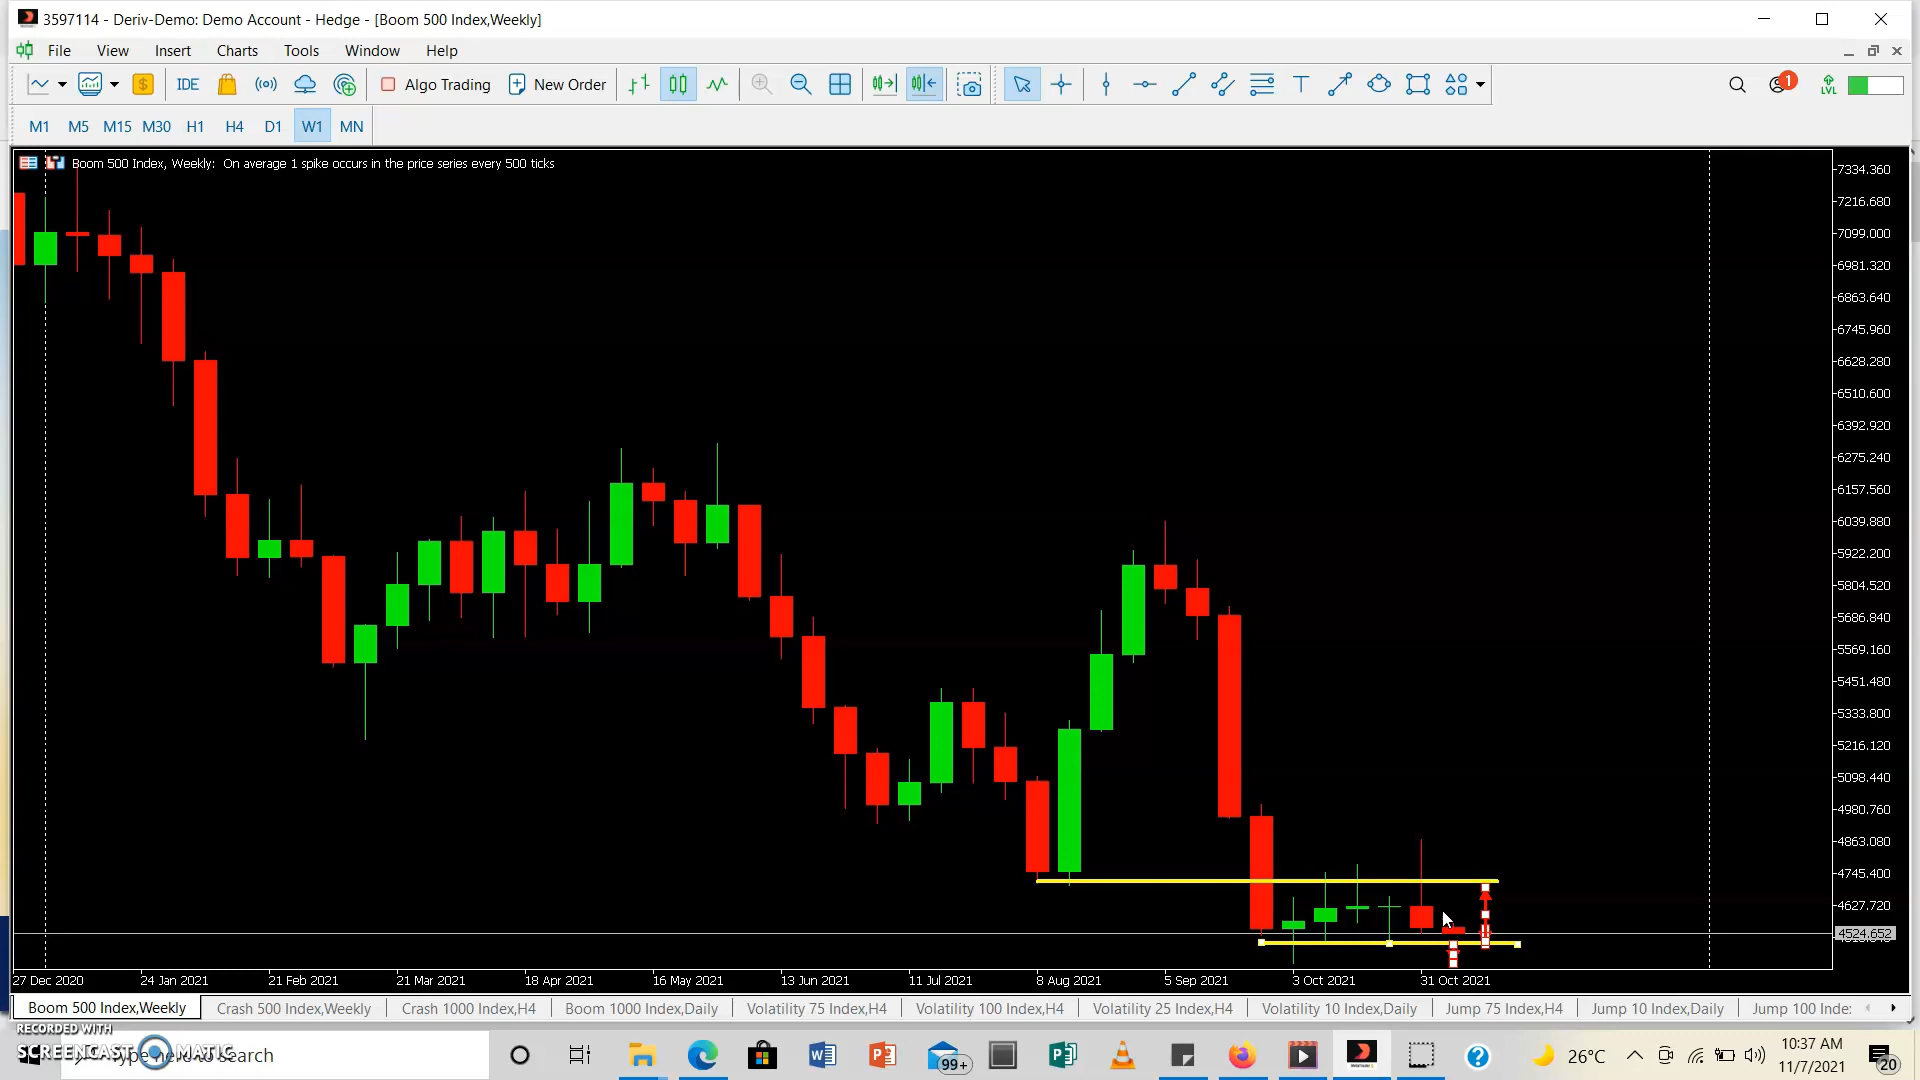 3597114 - Deriv-Demo: Demo Account - Hedge - [Boom 500 Index,Weekly]
File View Insert Charts Tools Window Help
IDE Algo Trading New Order 1 LVL
M1 M5 M15 M30 H1 H4 D1 W1 MN
Boom 500 Index, Weekly: On average 1 spike occurs in the price series every 500 ticks
7334.360
7216.680
7099.000
6981.320
6863.640
6745.960
6628.280
6510.600
6392.920
6275.240
6157.560
6039.880
5922.200
5804.520
5686.840
5569.160
5451.480
5333.800
5216.120
5098.440
4980.760
4863.080
4745.400
4627.720
4524.652
27 Dec 2020 24 Jan 2021 21 Feb 2021 21 Mar 2021 18 Apr 2021 16 May 2021 13 Jun 2021 11 Jul 2021 8 Aug 2021 5 Sep 2021 3 Oct 2021 31 Oct 2021
Boom 500 Index,Weekly Crash 500 Index,Weekly Crash 1000 Index,H4 Boom 1000 Index,Daily Volatility 75 Index,H4 Volatility 100 Index,H4 Volatility 25 Index,H4 Volatility 10 Index,Daily Jump 75 Index,H4 Jump 10 Index,Daily Jump 100 Inde
RECORDED WITH
SCREENCAST MATIC
Type here to search
99+
26°C
10:37 AM
11/7/2021
20